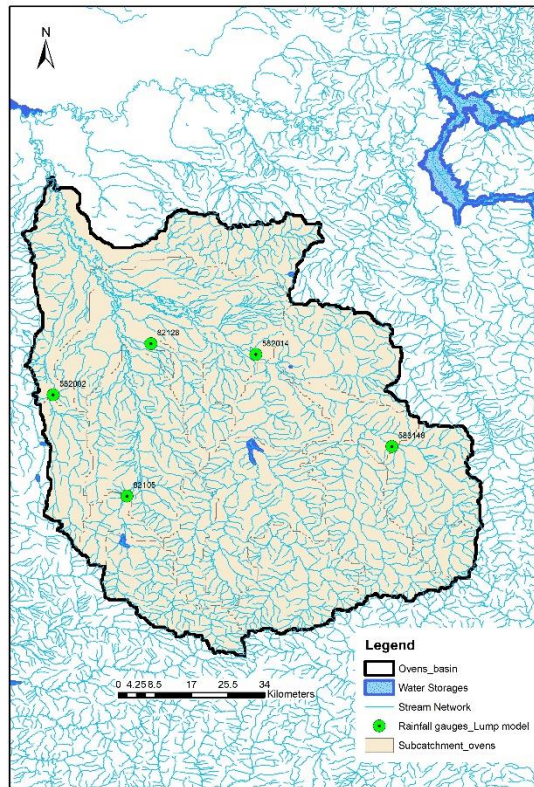 N
82128
582014
582002
583148
82105
Legend
Ovens_basin
Water Storages
Stream Network
Rainfall gauges_Lump model
Subcatchment_ovens
0 4.25 8.5 17 25.5 34
Kilometers